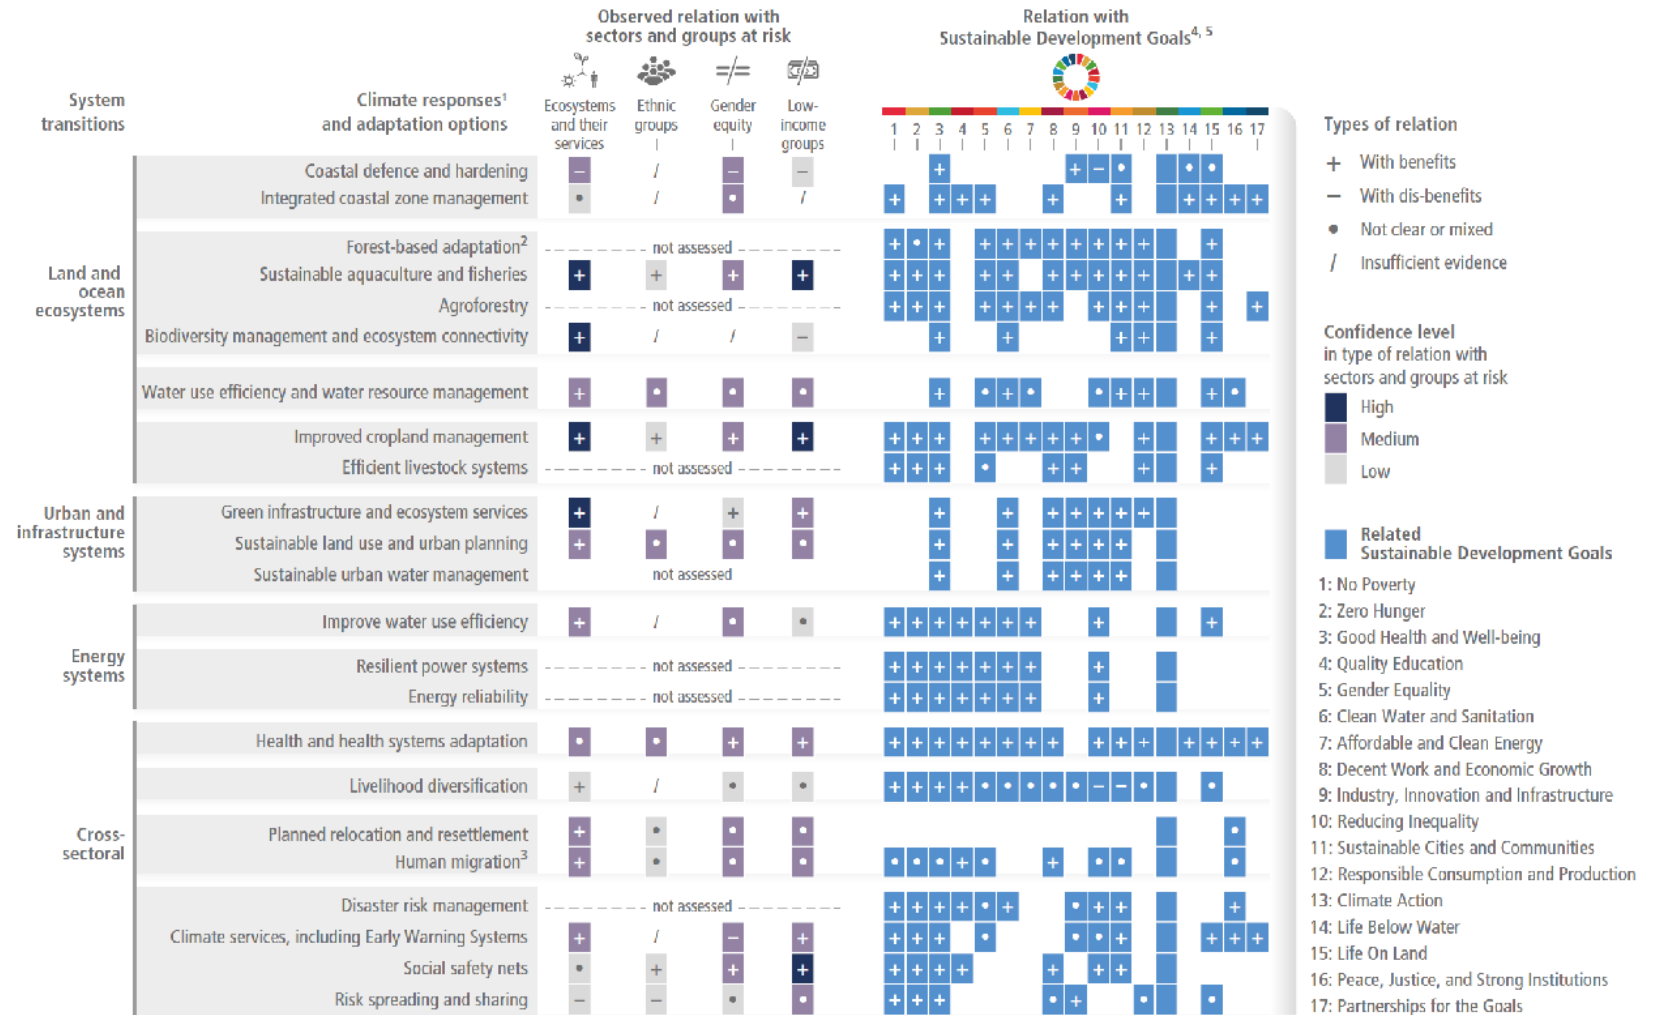 Observed relation with
sectors and groups at risk
Relation with
Sustainable Development Goals4, 5
System
transitions
Climate responses1
and adaptation options
Ecosystems
and their
services
Ethnic
groups
Gender
equity
Low-
income
groups
1 2 3 4 5 6 7 8 9 10 11 12 13 14 15 16 17
Land and
ocean
ecosystems
Coastal defence and hardening − / − − + + − • • •
Integrated coastal zone management • / • / + + + + + + + + + +
Forest-based adaptation2 not assessed + • + + + + + + + + + +
Sustainable aquaculture and fisheries + + + + + + + + + + + + + + + +
Agroforestry not assessed + + + + + + + + + + + +
Biodiversity management and ecosystem connectivity + / / − + + + + +
Water use efficiency and water resource management + • • • + • + • • + + + •
Improved cropland management + + + + + + + + + + + + • + + + +
Efficient livestock systems not assessed + + + • + + + +
Urban and
infrastructure
systems
Green infrastructure and ecosystem services + / + + + + + + + + +
Sustainable land use and urban planning + • • • + + + + + +
Sustainable urban water management not assessed + + + + + +
Energy
systems
Improve water use efficiency + / • • + + + + + + + + +
Resilient power systems not assessed + + + + + + + +
Energy reliability not assessed + + + + + + + +
Cross-
sectoral
Health and health systems adaptation • • + + + + + + + + + + + + + + + + +
Livelihood diversification + / • • + + + + • • • • • − − • •
Planned relocation and resettlement + • • • •
Human migration3 + • • • • • • + • + • • •
Disaster risk management not assessed + + + + • + • + + +
Climate services, including Early Warning Systems + / − + + + + • • • + + + +
Social safety nets • + + + + + + + + + +
Risk spreading and sharing − − • • + + + • + • •
Types of relation
+ With benefits
− With dis-benefits
• Not clear or mixed
/ Insufficient evidence
Confidence level
in type of relation with
sectors and groups at risk
High
Medium
Low
Related
Sustainable Development Goals
1: No Poverty
2: Zero Hunger
3: Good Health and Well-being
4: Quality Education
5: Gender Equality
6: Clean Water and Sanitation
7: Affordable and Clean Energy
8: Decent Work and Economic Growth
9: Industry, Innovation and Infrastructure
10: Reducing Inequality
11: Sustainable Cities and Communities
12: Responsible Consumption and Production
13: Climate Action
14: Life Below Water
15: Life On Land
16: Peace, Justice, and Strong Institutions
17: Partnerships for the Goals